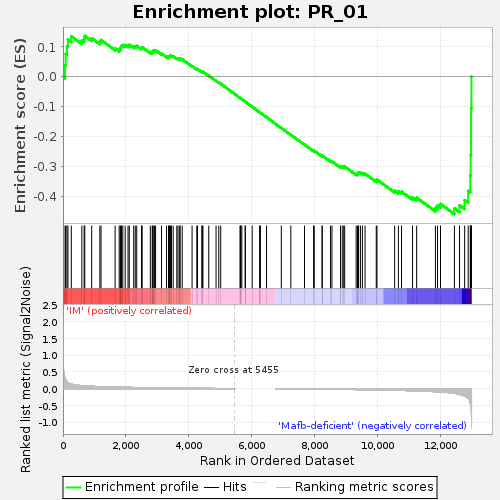 Enrichment plot: PR_01
Enrichment score (ES)
0.1
0.0
-0.1
-0.2
-0.3
-0.4
'IM' (positively correlated)
Ranked list metric (Signal2Noise)
2.5
2.0
1.5
1.0
0.5
0.0
-0.5
-1.0
Zero cross at 5455
'Mafb-deficient' (negatively correlated)
0
2,000
4,000
6,000
8,000
10,000
12,000
Rank in Ordered Dataset
Enrichment profile
Hits
Ranking metric scores